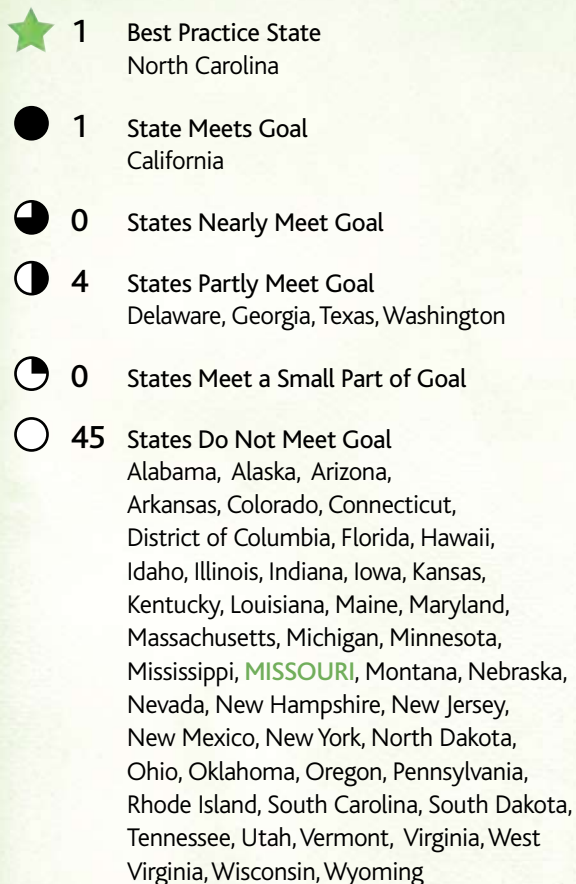 1 Best Practice State
North Carolina
1 State Meets Goal
California
0 States Nearly Meet Goal
4 States Partly Meet Goal
Delaware, Georgia, Texas, Washington
0 States Meet a Small Part of Goal
45 States Do Not Meet Goal
Alabama, Alaska, Arizona,
Arkansas, Colorado, Connecticut,
District of Columbia, Florida, Hawaii,
Idaho, Illinois, Indiana, Iowa, Kansas,
Kentucky, Louisiana, Maine, Maryland,
Massachusetts, Michigan, Minnesota,
Mississippi, MISSOURI, Montana, Nebraska,
Nevada, New Hampshire, New Jersey,
New Mexico, New York, North Dakota,
Ohio, Oklahoma, Oregon, Pennsylvania,
Rhode Island, South Carolina, South Dakota,
Tennessee, Utah, Vermont, Virginia, West
Virginia, Wisconsin, Wyoming